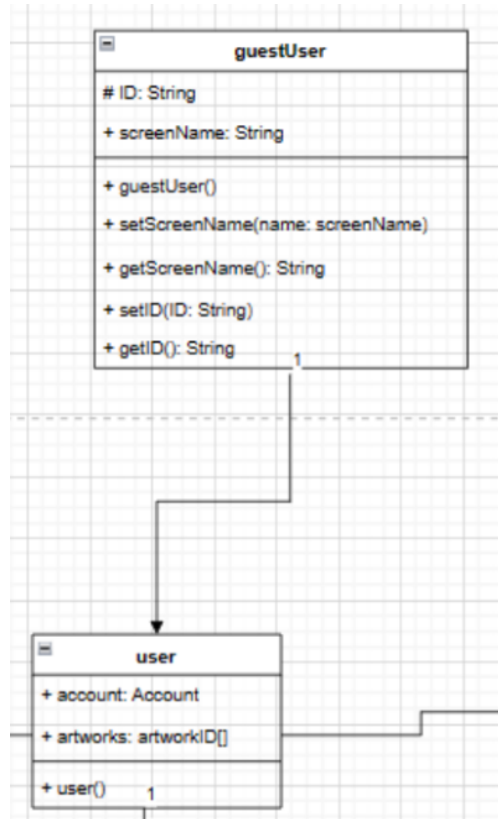 guestUser
# ID: String
+ screenName: String
+ guestUser()
+ setScreenName(name: screenName)
+ getScreenName(): String
+ setID(ID: String)
+ getID(): String
1
user
+ account: Account
+ artworks: artworkID[]
+ user()
1